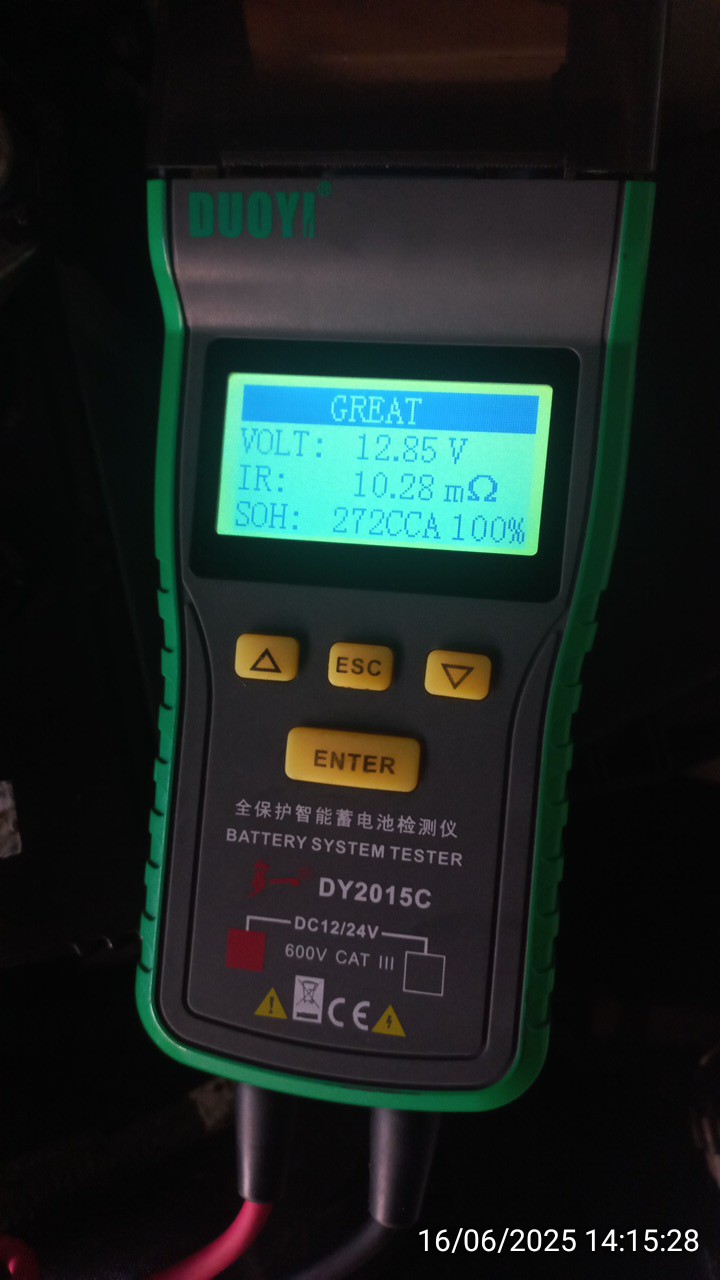 DUOYI®
GREAT
VOLT: 12.85 V
IR: 10.28 mΩ
SOH: 272CCA 100%
ESC
ENTER
全保护智能蓄电池检测仪
BATTERY SYSTEM TESTER
DY2015C
DC12/24V
600V CAT III
CE
16/06/2025 14:15:28